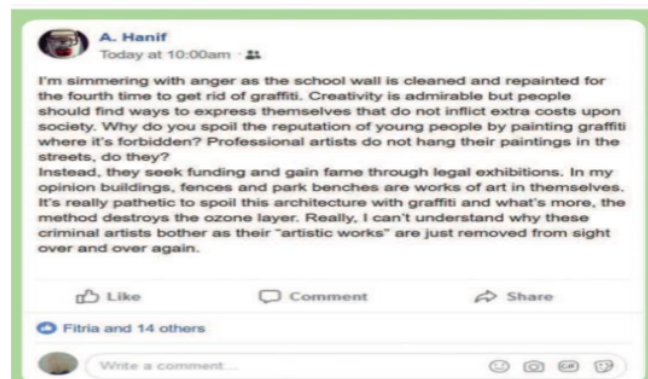 A. Hanif
Today at 10:00am ·
I'm simmering with anger as the school wall is cleaned and repainted for
the fourth time to get rid of graffiti. Creativity is admirable but people
should find ways to express themselves that do not inflict extra costs upon
society. Why do you spoil the reputation of young people by painting graffiti
where it's forbidden? Professional artists do not hang their paintings in the
streets, do they?
Instead, they seek funding and gain fame through legal exhibitions. In my
opinion buildings, fences and park benches are works of art in themselves.
It's really pathetic to spoil this architecture with graffiti and what's more, the
method destroys the ozone layer. Really, I can't understand why these
criminal artists bother as their "artistic works" are just removed from sight
over and over again.
Like Comment Share
Fitria and 14 others
Write a comment...
GIF